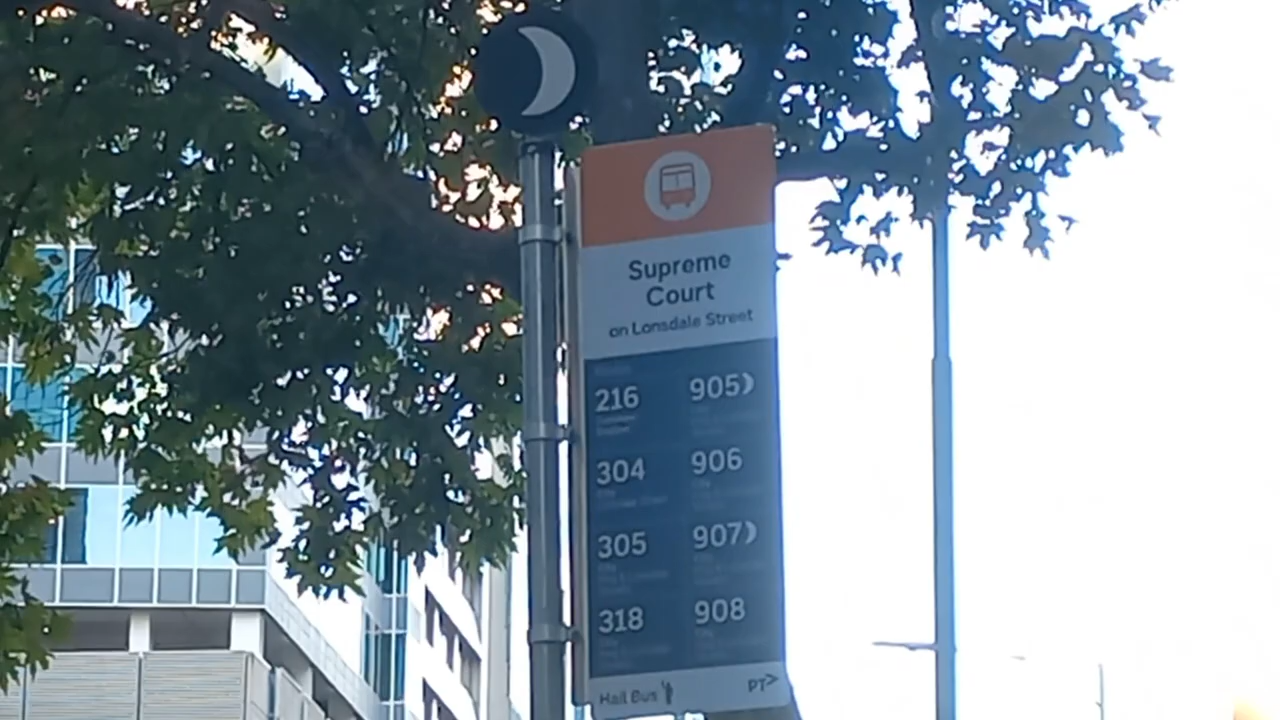 Supreme
Court
on Lonsdale Street
216 905
304 906
305 907
318 908
Hail Bus PT>